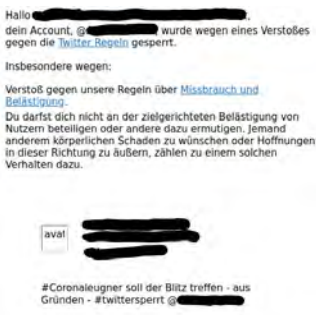 Hallo
dein Account, @ , wurde wegen eines Verstoßes
gegen die Twitter Regeln gesperrt.
Insbesondere wegen:
Verstoß gegen unsere Regeln über Missbrauch und
Belästigung.
Du darfst dich nicht an der zielgerichteten Belästigung von
Nutzern beteiligen oder andere dazu ermutigen. Jemand
anderem körperlichen Schaden zu wünschen oder Hoffnungen
in dieser Richtung zu äußern, zählen zu einem solchen
Verhalten dazu.
avat
#Coronaleugner soll der Blitz treffen - aus
Gründen - #twittersperrt @